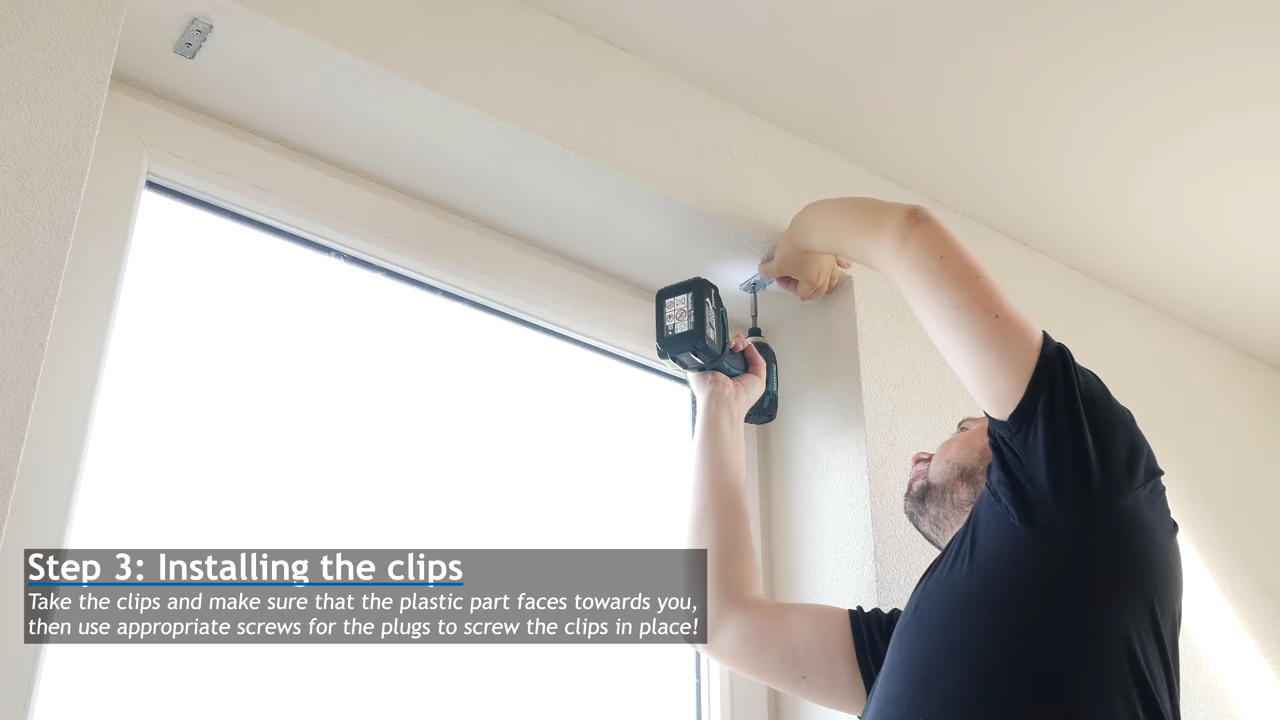 Step 3: Installing the clips
Take the clips and make sure that the plastic part faces towards you,
then use appropriate screws for the plugs to screw the clips in place!